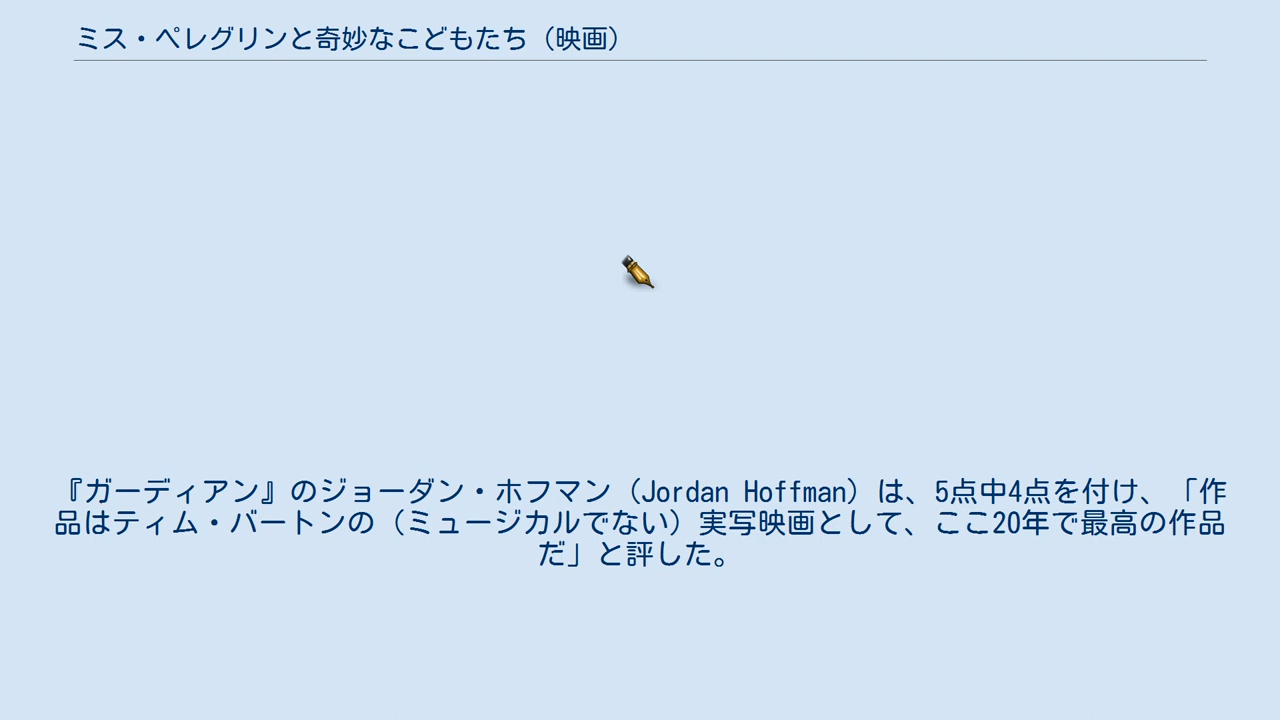 ミス・ペレグリンと奇妙なこどもたち（映画）
『ガーディアン』のジョーダン・ホフマン（Jordan Hoffman）は、5点中4点を付け、「作
品はティム・バートンの（ミュージカルでない）実写映画として、ここ20年で最高の作品
だ」と評した。